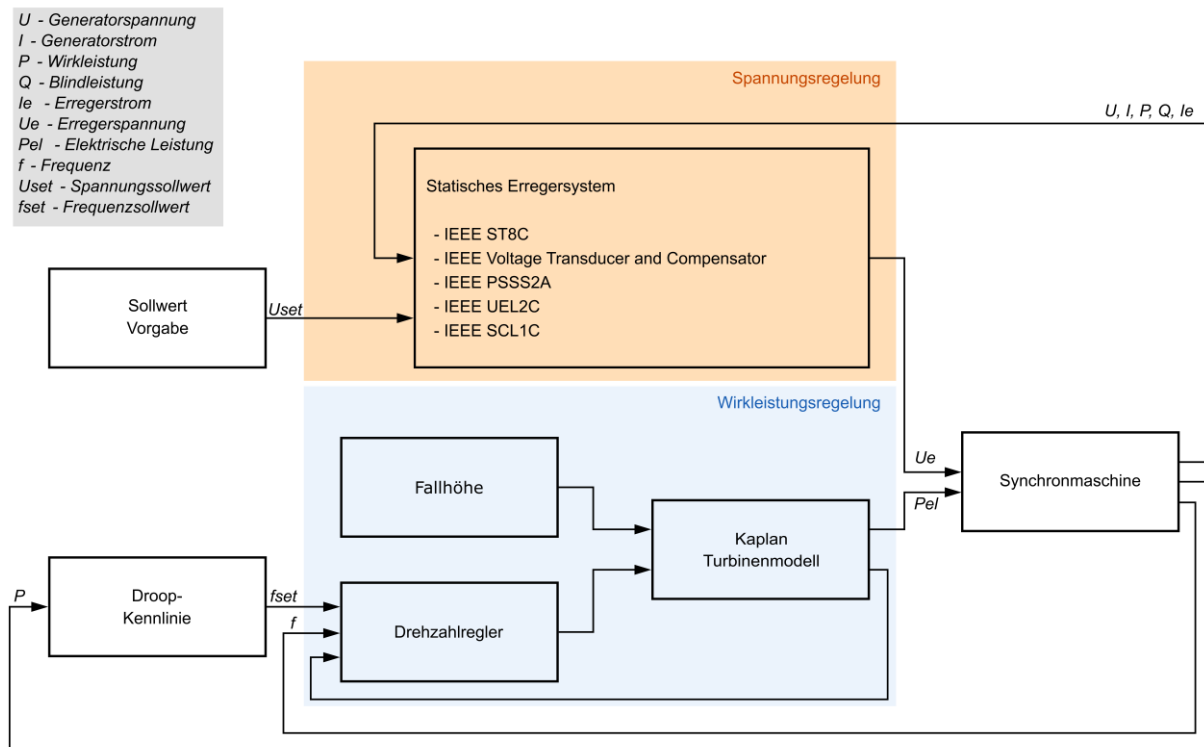 U - Generatorspannung
I - Generatorstrom
P - Wirkleistung
Q - Blindleistung
Ie - Erregerstrom
Ue - Erregerspannung
Pel - Elektrische Leistung
f - Frequenz
Uset - Spannungssollwert
fset - Frequenzsollwert
Spannungsregelung
U, I, P, Q, Ie
Statisches Erregersystem
- IEEE ST8C
- IEEE Voltage Transducer and Compensator
- IEEE PSSS2A
- IEEE UEL2C
- IEEE SCL1C
Sollwert
Vorgabe
Uset
Wirkleistungsregelung
Fallhöhe
Kaplan
Turbinenmodell
Ue
Pel
Synchronmaschine
P
Droop-
Kennlinie
fset
f
Drehzahlregler